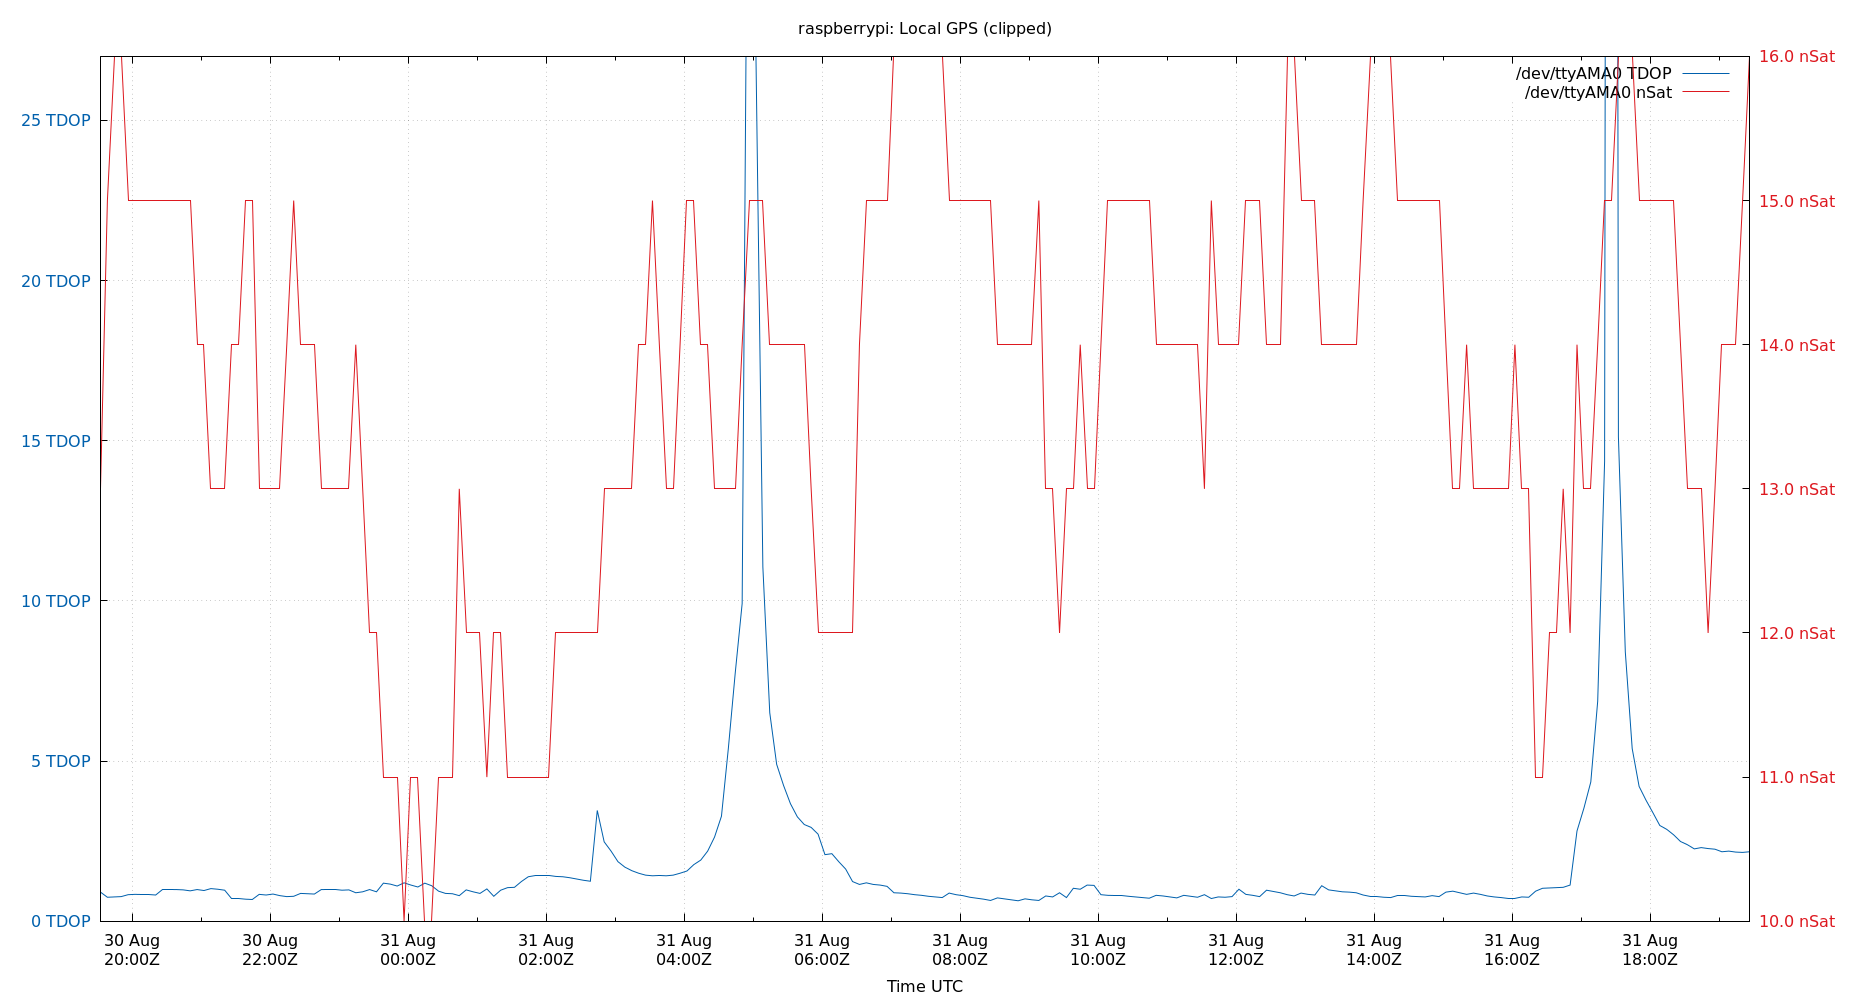 raspberrypi: Local GPS (clipped)
/dev/ttyAMA0 TDOP
/dev/ttyAMA0 nSat
25 TDOP
20 TDOP
15 TDOP
10 TDOP
5 TDOP
0 TDOP
16.0 nSat
15.0 nSat
14.0 nSat
13.0 nSat
12.0 nSat
11.0 nSat
10.0 nSat
30 Aug 30 Aug 31 Aug 31 Aug 31 Aug 31 Aug 31 Aug 31 Aug 31 Aug 31 Aug 31 Aug 31 Aug
20:00Z 22:00Z 00:00Z 02:00Z 04:00Z 06:00Z 08:00Z 10:00Z 12:00Z 14:00Z 16:00Z 18:00Z
Time UTC